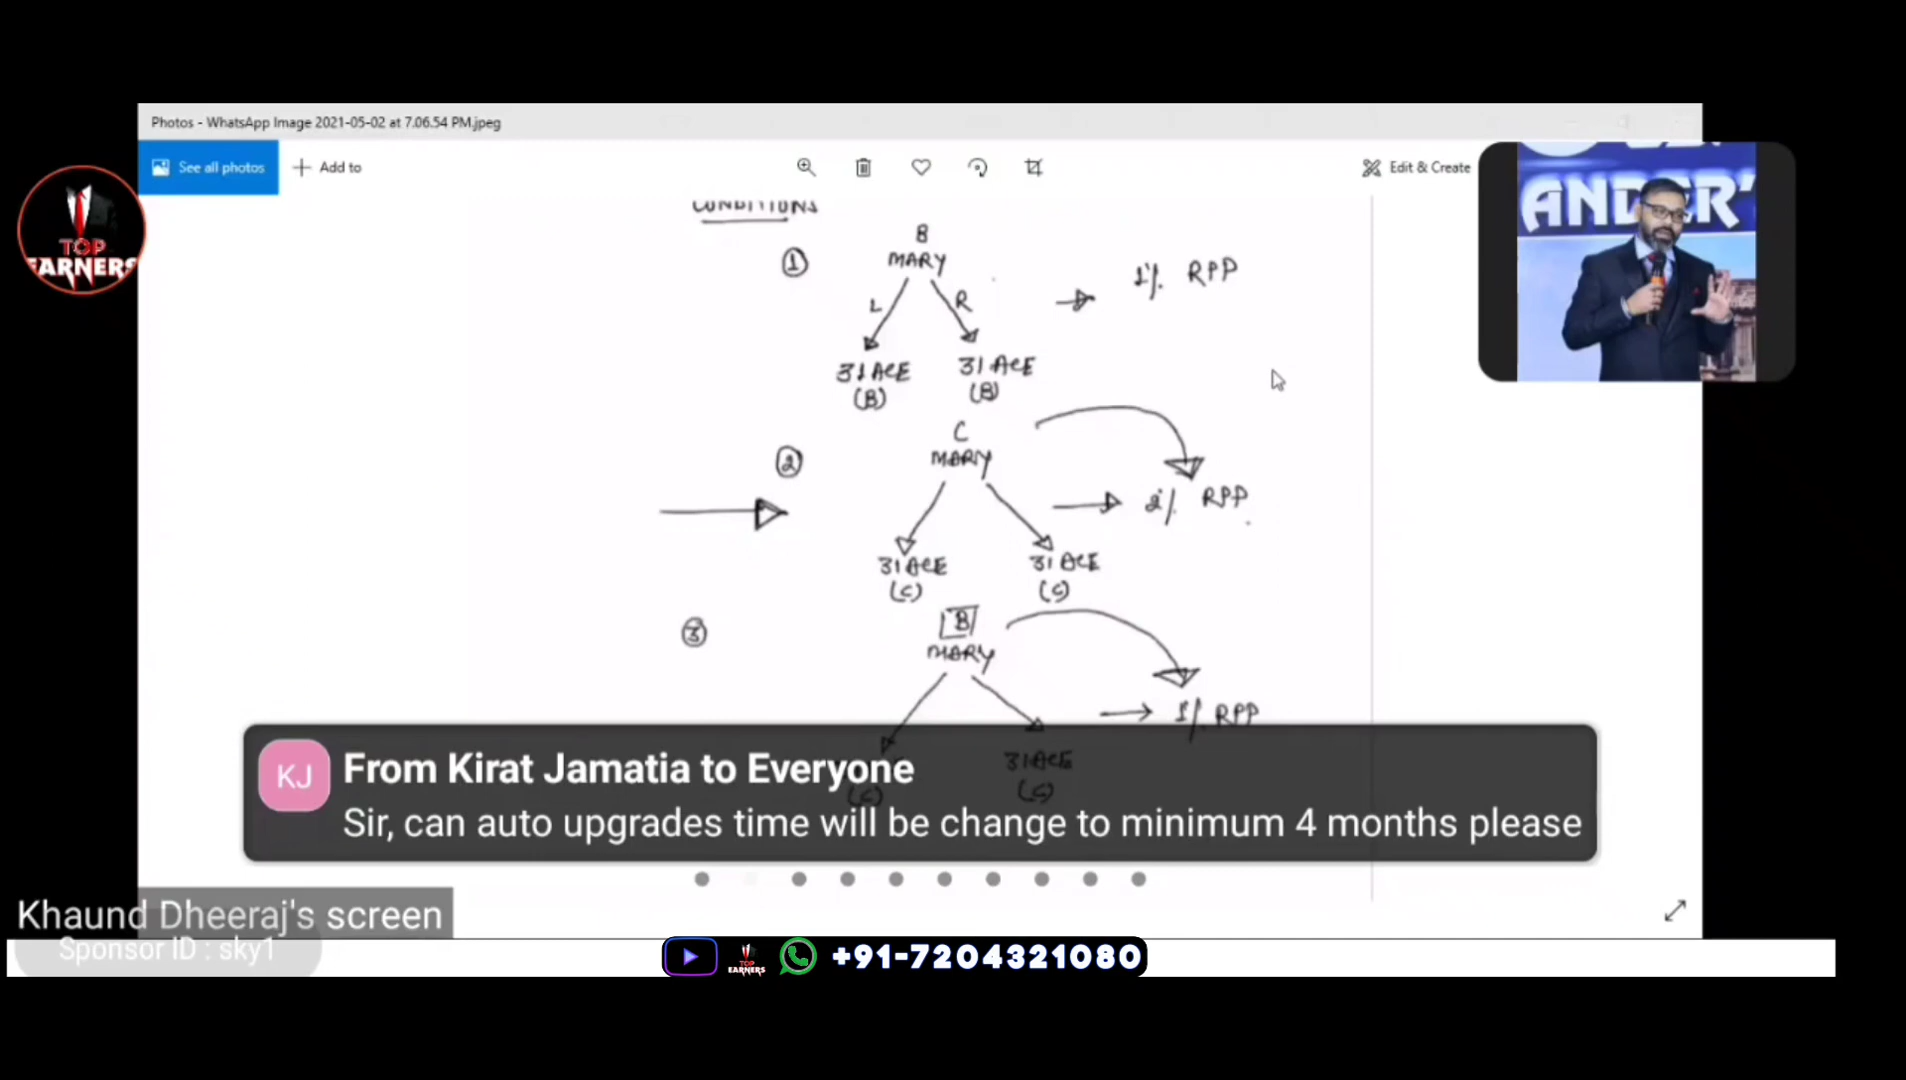 Photos - WhatsApp Image 2021-05-02 at 7.06.54 PM.jpeg
See all photos
Add to
Edit & Create
ANDER'
TOP
EARNERS
CONDITIONS
1
B
MARY
L
R
1% RPP
31 ACE
31 ACE
(B)
(B)
2
C
MARY
2% RPP
31 ACE
31 ACE
(C)
(C)
3
B
MARY
1% RPP
31 ACE
(C)
(C)
KJ
From Kirat Jamatia to Everyone
Sir, can auto upgrades time will be change to minimum 4 months please
Khaund Dheeraj's screen
Sponsor ID : sky1
TOP
EARNERS
+91-7204321080